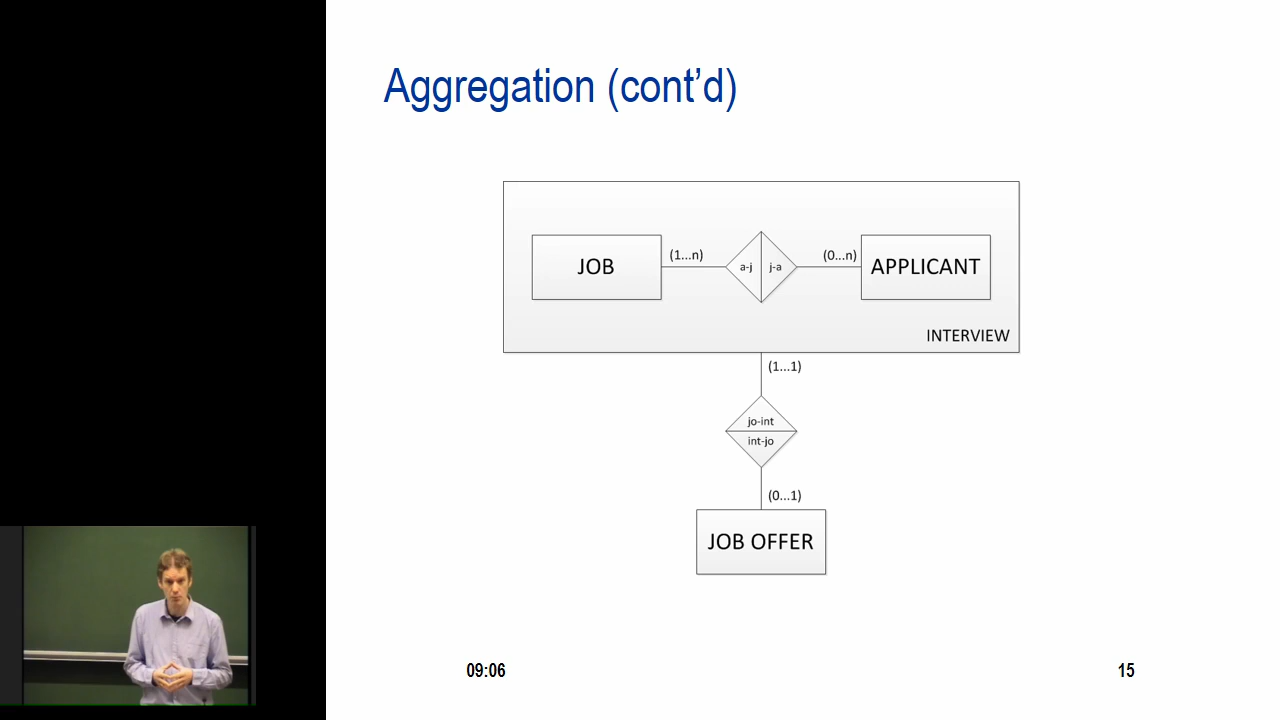 Aggregation (cont'd)
JOB
(1...n)
a-j
j-a
(0...n)
APPLICANT
INTERVIEW
(1...1)
jo-int
int-jo
(0...1)
JOB OFFER
09:06
15